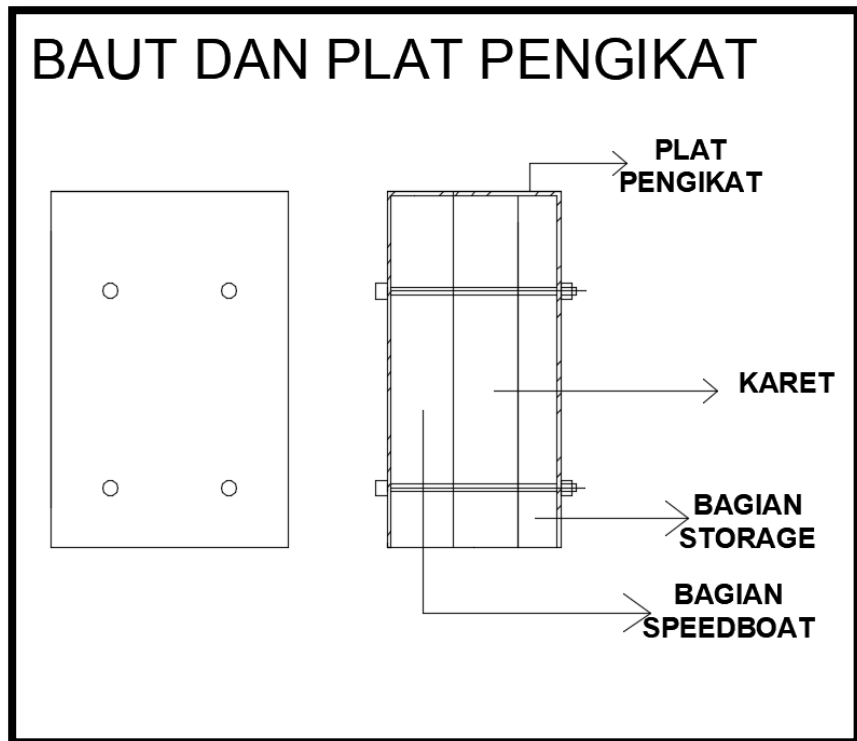 BAUT DAN PLAT PENGIKAT
PLAT
PENGIKAT
KARET
BAGIAN
STORAGE
BAGIAN
SPEEDBOAT